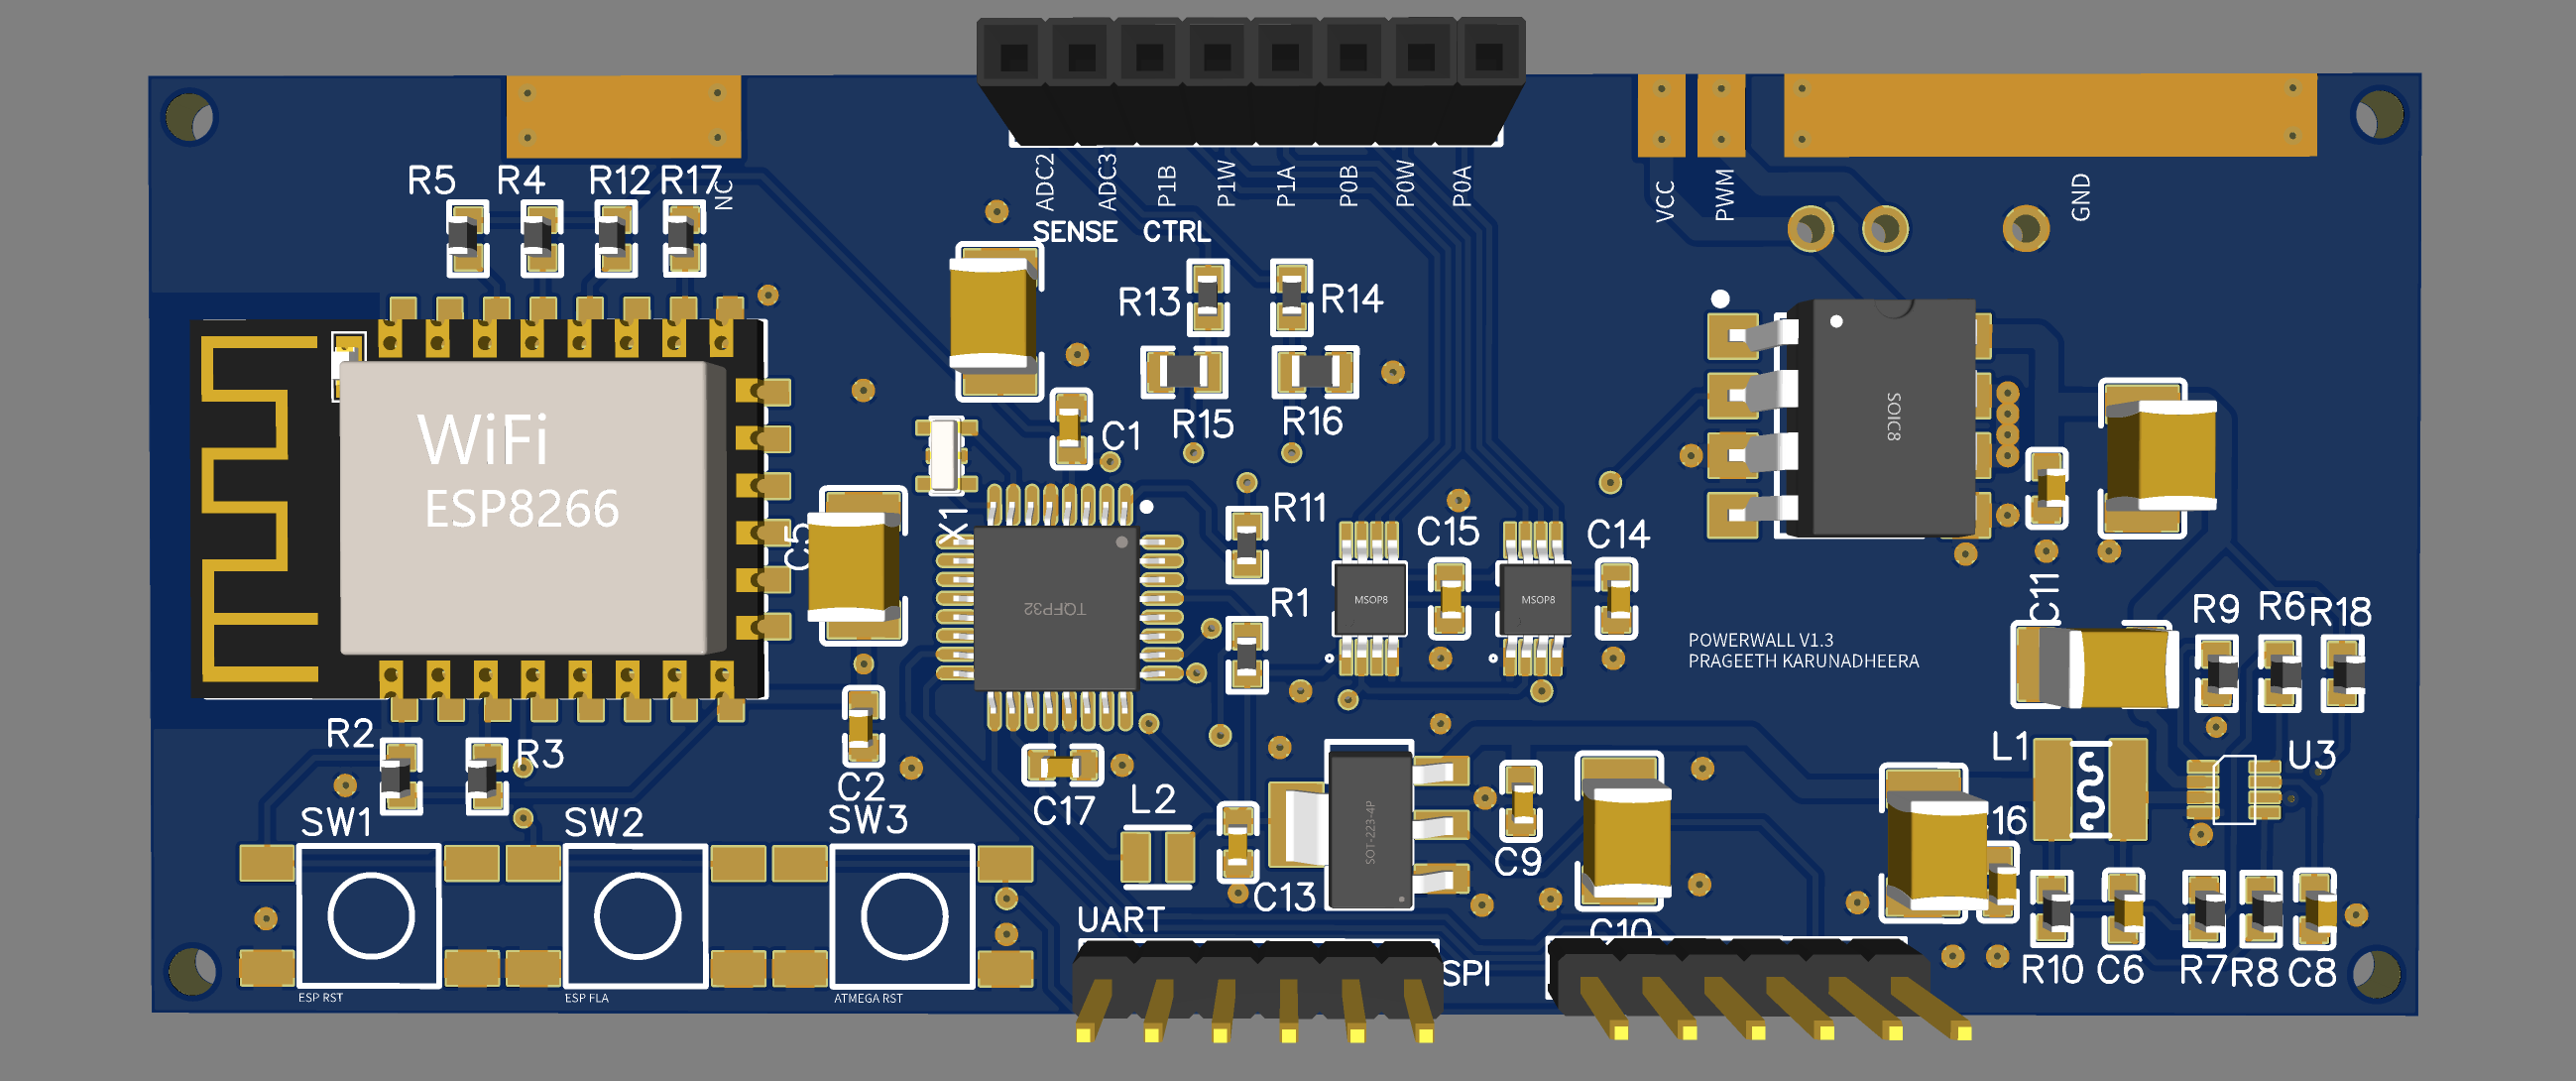 R5
R4
R12
R17
NC
ADC2
ADC3
P1B
P1W
P1A
P0B
P0W
P0A
VCC
PWM
GND
SENSE
CTRL
R13
R14
R15
R16
C1
WiFi
ESP8266
SOIC8
C5
X1
TQFP32
R11
R1
MSOP8
C15
MSOP8
C14
POWERWALL V1.3
PRAGEETH KARUNADHEERA
C11
R9
R6
R18
R2
R3
C2
C17
L2
C13
SOT-223-4P
C9
C10
L1
U3
C16
SW1
SW2
SW3
ESP RST
ESP FLA
ATMEGA RST
UART
SPI
R10
C6
R7
R8
C8